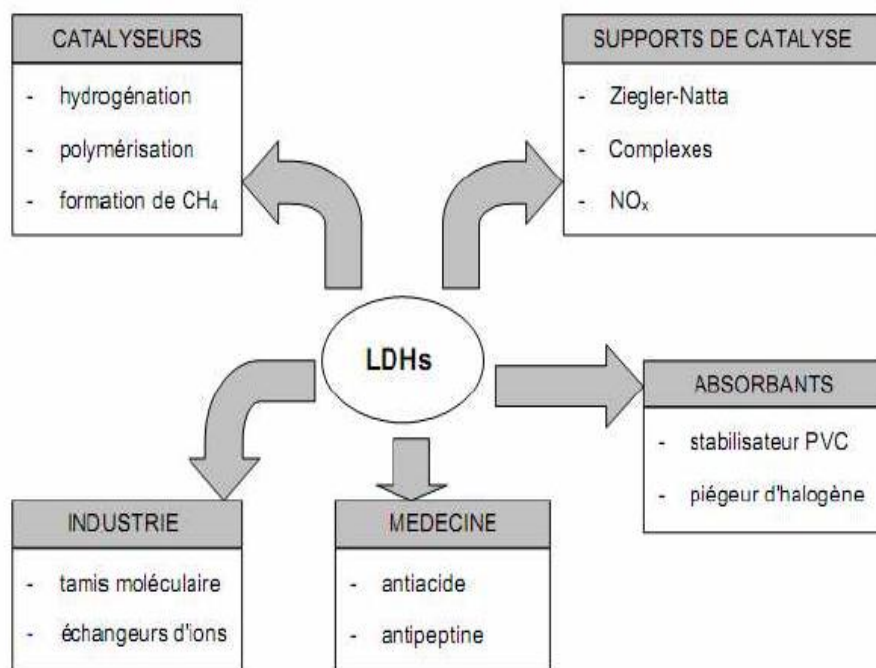 CATALYSEURS
- hydrogénation
- polymérisation
- formation de CH₄
SUPPORTS DE CATALYSE
- Ziegler-Natta
- Complexes
- NOₓ
LDHs
ABSORBANTS
- stabilisateur PVC
- piégeur d'halogène
INDUSTRIE
- tamis moléculaire
- échangeurs d'ions
MEDECINE
- antiacide
- antipeptine